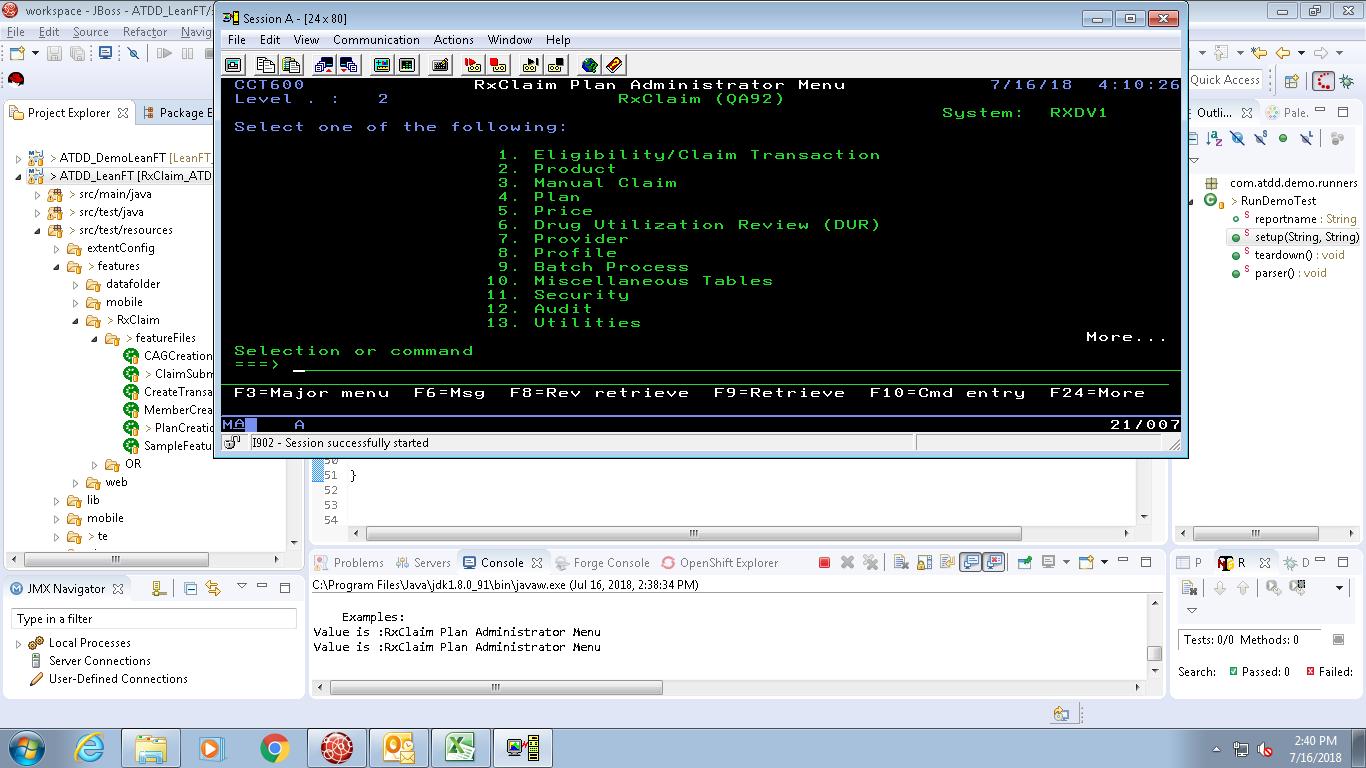 workspace - JBoss - ATDD_LeanFT/
File Edit Source Refactor Navig
Project Explorer
Package E
> ATDD_DemoLeanFT [LeanFT_
> ATDD_LeanFT [RxClaim_ATD
> src/main/java
> src/test/java
> src/test/resources
extentConfig
> features
datafolder
mobile
> RxClaim
> featureFiles
CAGCreation
> ClaimSubm
CreateTransa
MemberCrea
> PlanCreatio
SampleFeatu
OR
web
lib
mobile
> te
Session A - [24 x 80]
File Edit View Communication Actions Window Help
CCT600 RxClaim Plan Administrator Menu 7/16/18 4:10:26
Level . : 2 RxClaim (QA92)
System: RXDV1
Select one of the following:
1. Eligibility/Claim Transaction
2. Product
3. Manual Claim
4. Plan
5. Price
6. Drug Utilization Review (DUR)
7. Provider
8. Profile
9. Batch Process
10. Miscellaneous Tables
11. Security
12. Audit
13. Utilities
More...
Selection or command
===>
F3=Major menu F6=Msg F8=Rev retrieve F9=Retrieve F10=Cmd entry F24=More
MA A 21/007
I902 - Session successfully started
50
51 }
52
53
54
Quick Access
Outli...
Pale.
com.atdd.demo.runners
> RunDemoTest
reportname : String
setup(String, String)
teardown() : void
parser() : void
JMX Navigator
Type in a filter
Local Processes
Server Connections
User-Defined Connections
Problems Servers Console Forge Console OpenShift Explorer
C:\Program Files\Java\jdk1.8.0_91\bin\javaw.exe (Jul 16, 2018, 2:38:34 PM)
Examples:
Value is :RxClaim Plan Administrator Menu
Value is :RxClaim Plan Administrator Menu
P R D
Tests: 0/0 Methods: 0
Search: Passed: 0 Failed:
2:40 PM
7/16/2018